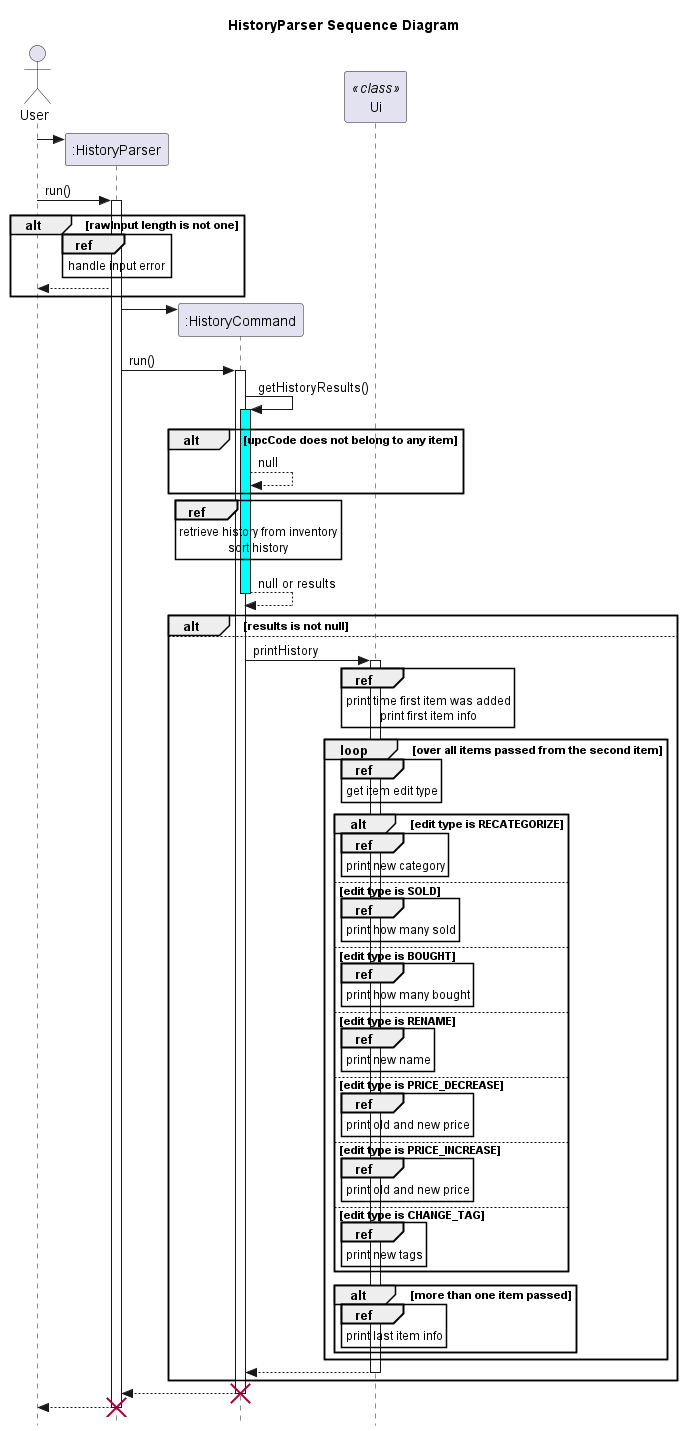 HistoryParser Sequence Diagram
«class»
Ui
User
:HistoryParser
run()
alt
[rawInput length is not one]
ref
handle input error
:HistoryCommand
run()
getHistoryResults()
alt
[upcCode does not belong to any item]
null
ref
retrieve history from inventory
sort history
null or results
alt
[results is not null]
printHistory
ref
print time first item was added
print first item info
loop
[over all items passed from the second item]
ref
get item edit type
alt
[edit type is RECATEGORIZE]
ref
print new category
[edit type is SOLD]
ref
print how many sold
[edit type is BOUGHT]
ref
print how many bought
[edit type is RENAME]
ref
print new name
[edit type is PRICE_DECREASE]
ref
print old and new price
[edit type is PRICE_INCREASE]
ref
print old and new price
[edit type is CHANGE_TAG]
ref
print new tags
alt
[more than one item passed]
ref
print last item info